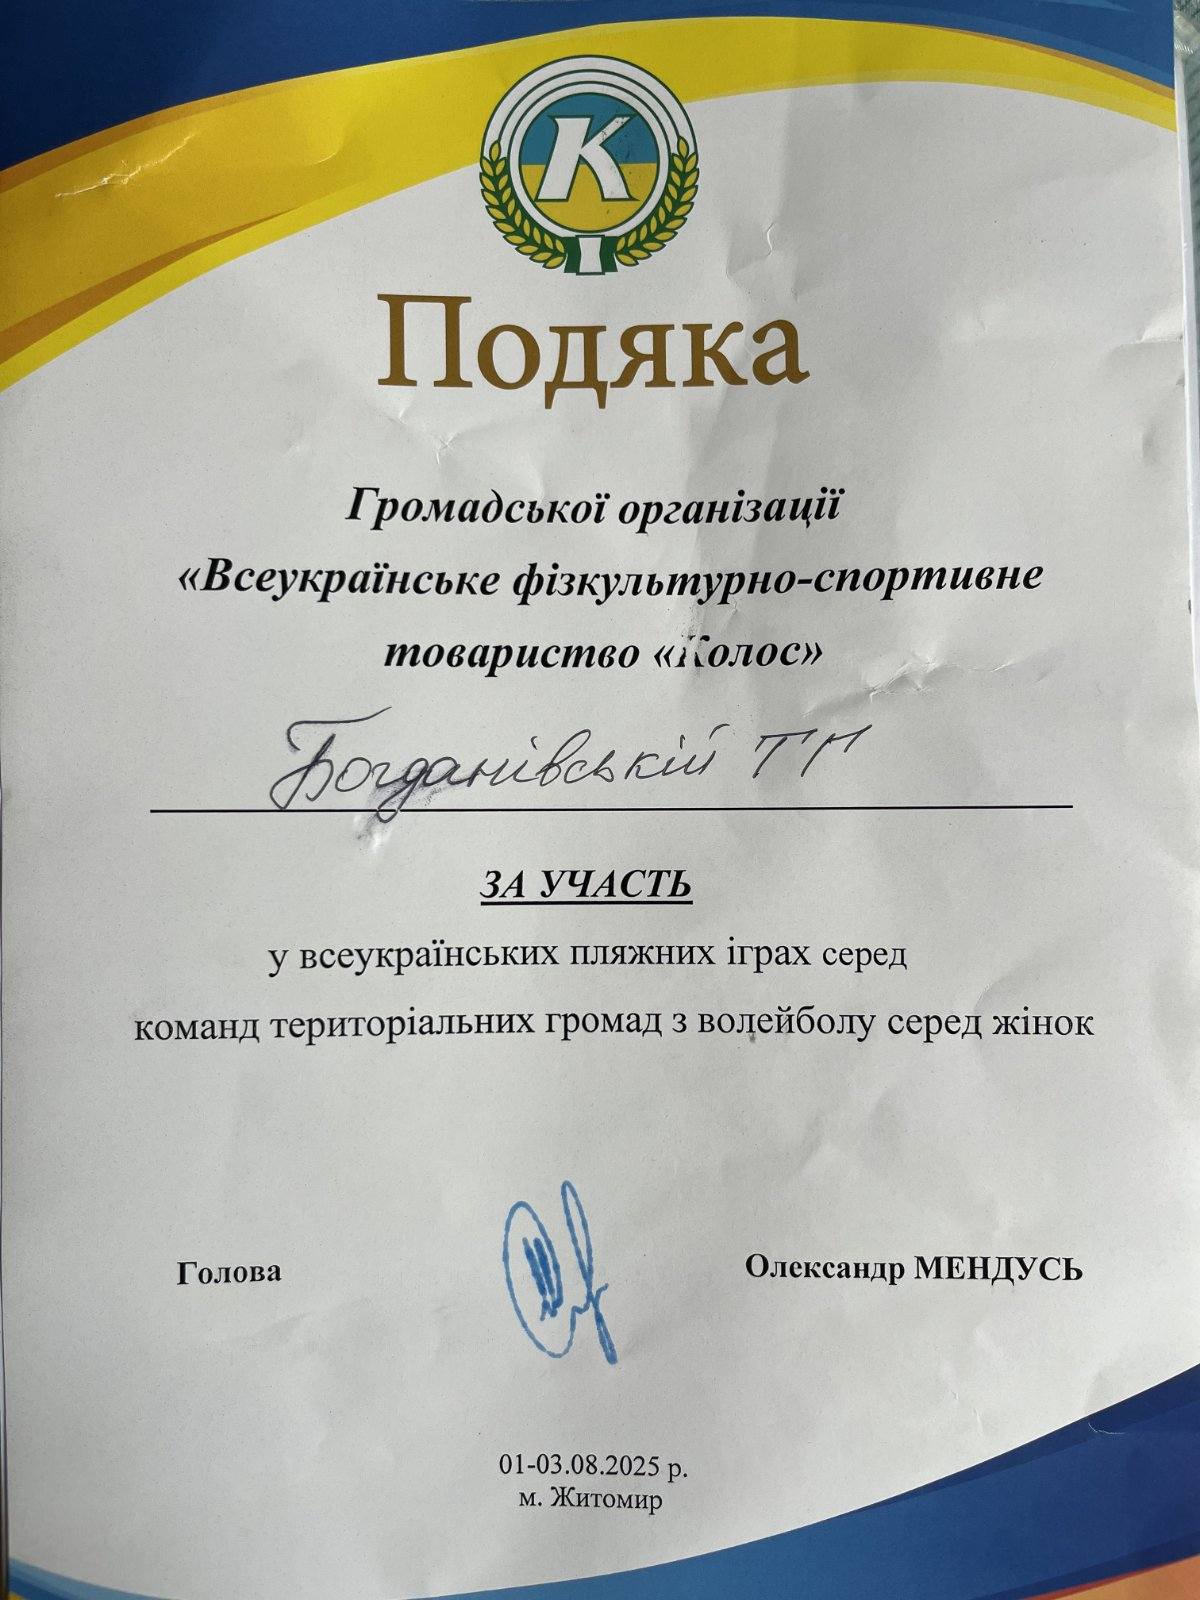 К
Подяка
Громадської організації
«Всеукраїнське фізкультурно-спортивне
товариство «Колос»
Богданівській ТГ
ЗА УЧАСТЬ
у всеукраїнських пляжних іграх серед
команд територіальних громад з волейболу серед жінок
Голова Олександр МЕНДУСЬ
01-03.08.2025 р.
м. Житомир